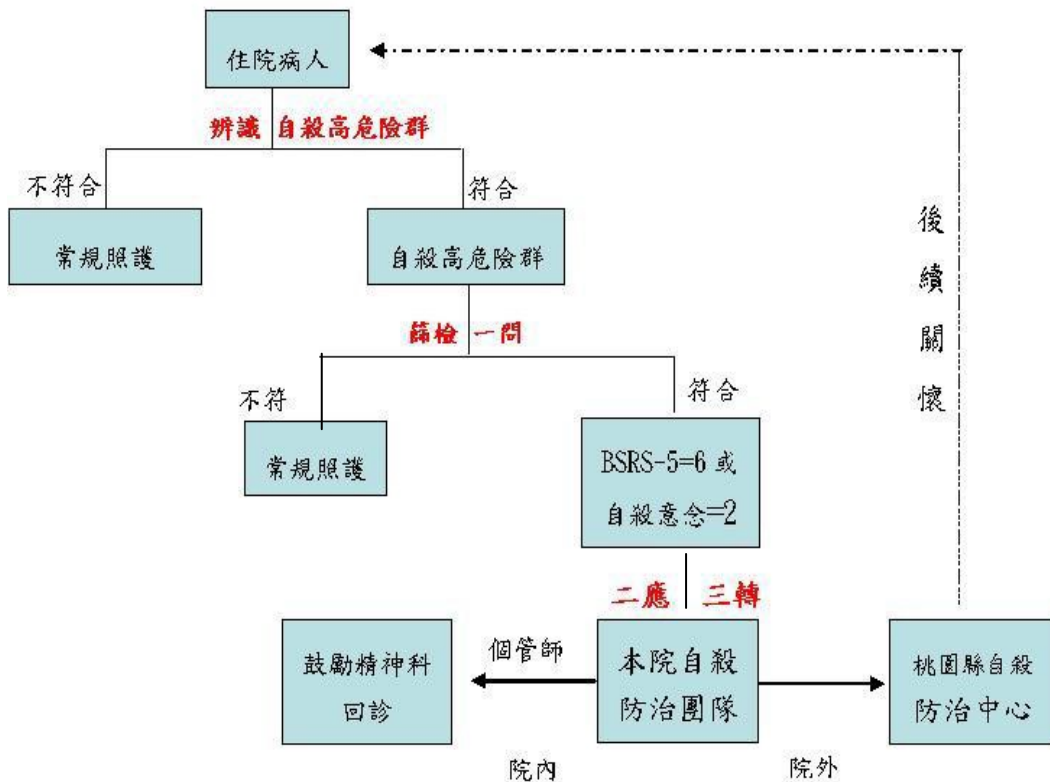 住院病人
辨識 自殺高危險群
不符合
符合
常規照護
自殺高危險群
篩檢 一問
不符
符合
常規照護
BSRS-5=6 或
自殺意念=2
二應 三轉
鼓勵精神科
回診
個管師
本院自殺
防治團隊
桃園縣自殺
防治中心
院內
院外
後續關懷